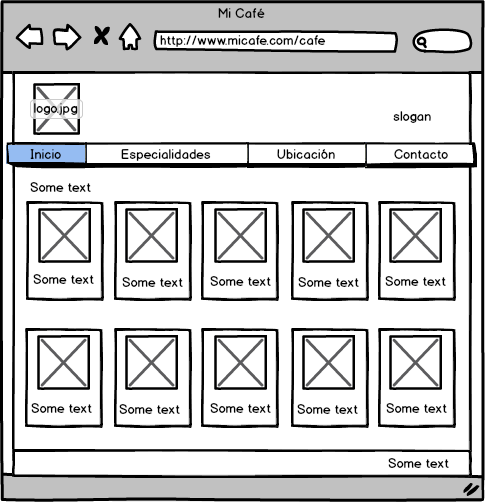 Mi Café
http://www.micafe.com/cafe
logo.jpg
slogan
Inicio Especialidades Ubicación Contacto
Some text
Some text Some text Some text Some text Some text
Some text Some text Some text Some text Some text
Some text